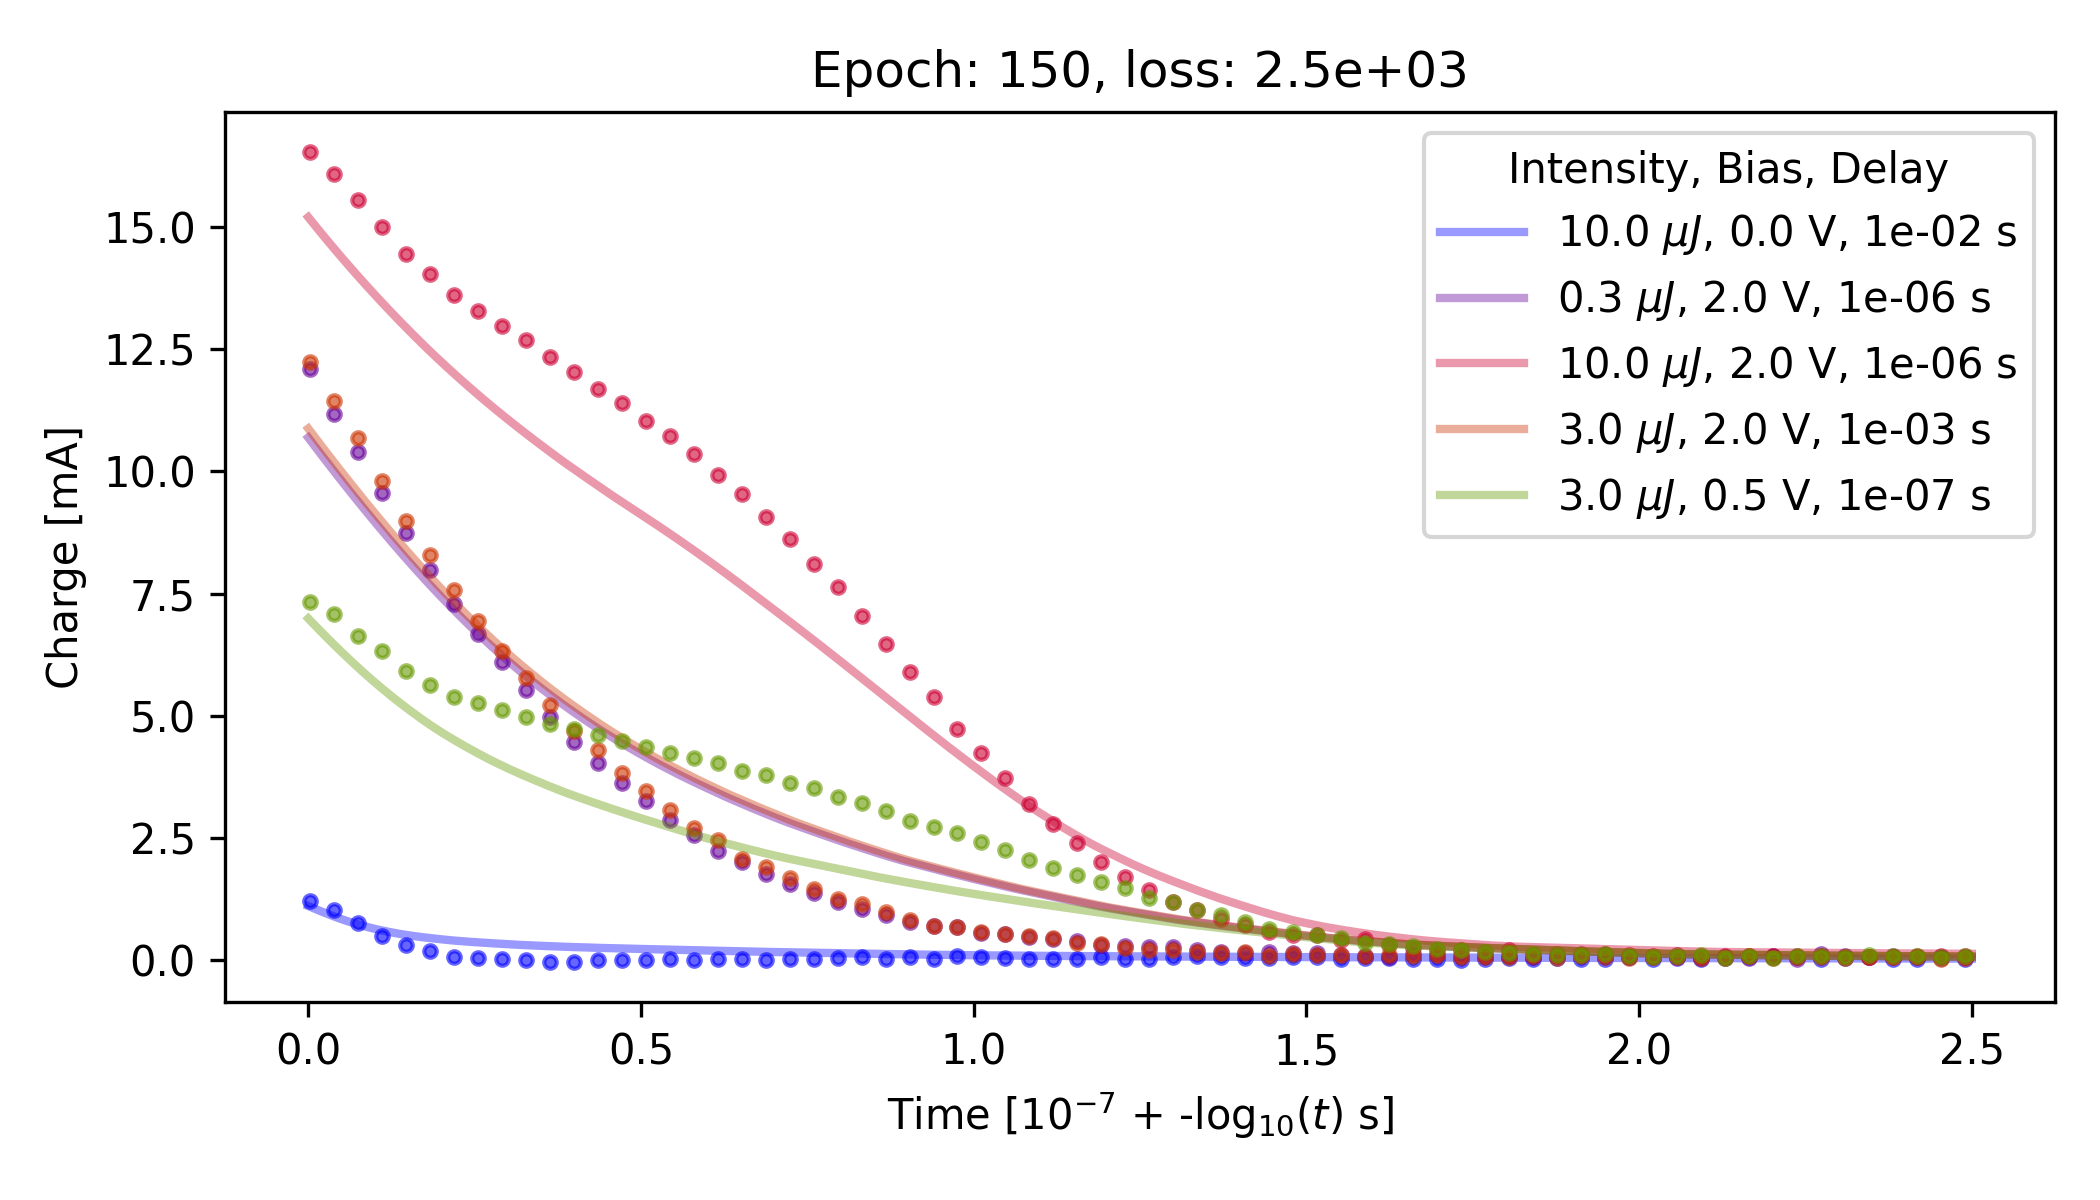 Epoch: 150, loss: 2.5e+03
Charge [mA]
15.0
12.5
10.0
7.5
5.0
2.5
0.0
Intensity, Bias, Delay
10.0 μJ, 0.0 V, 1e-02 s
0.3 μJ, 2.0 V, 1e-06 s
10.0 μJ, 2.0 V, 1e-06 s
3.0 μJ, 2.0 V, 1e-03 s
3.0 μJ, 0.5 V, 1e-07 s
0.0 0.5 1.0 1.5 2.0 2.5
Time [10⁻⁷ + -log₁₀(t) s]